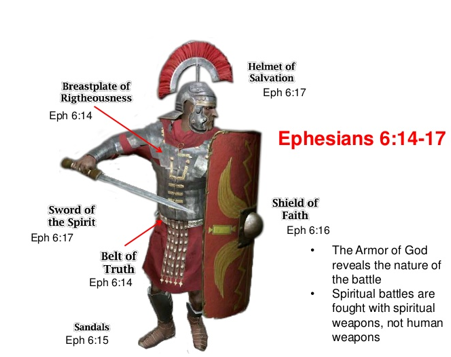 Helmet of
Salvation
Eph 6:17
Breastplate of
Rigtheousness
Eph 6:14
Ephesians 6:14-17
Sword of
the Spirit
Eph 6:17
Shield of
Faith
Eph 6:16
Belt of
Truth
Eph 6:14
Sandals
Eph 6:15
• The Armor of God
reveals the nature of
the battle
• Spiritual battles are
fought with spiritual
weapons, not human
weapons